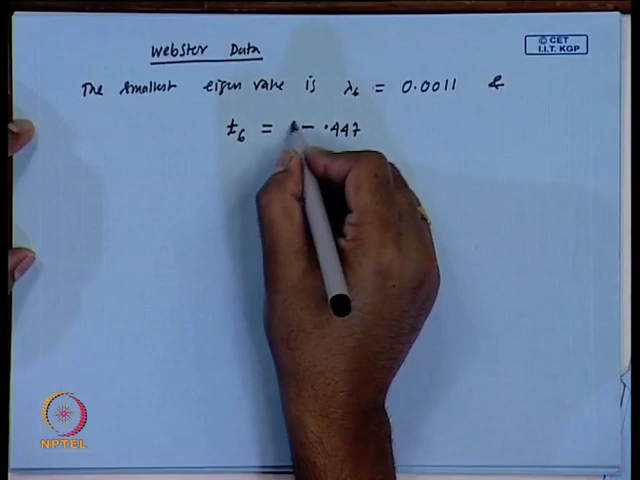 Webster Data
© CET
I.I.T. KGP
The smallest eigen value is λ₆ = 0.0011 &
t₆ = - .447
NPTEL